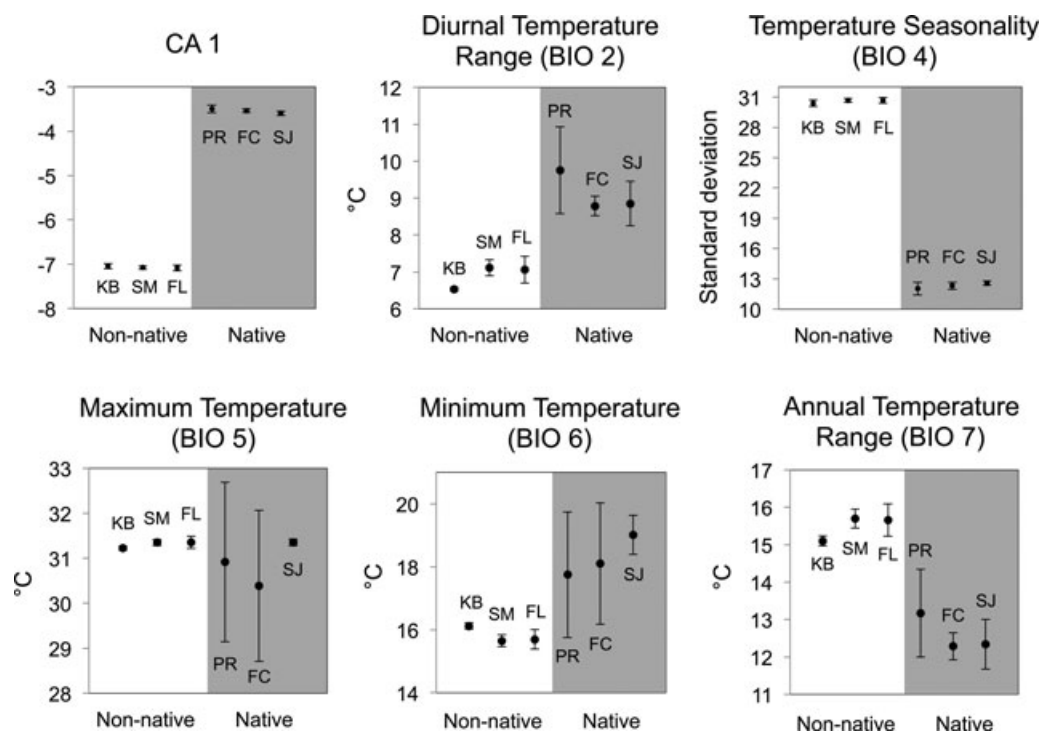 CA 1
-3
-4
-5
-6
-7
-8
PR FC SJ
KB SM FL
Non-native Native
Diurnal Temperature
Range (BIO 2)
°C
12
11
10
9
8
7
6
PR
FC
SJ
KB
SM
FL
Non-native Native
Temperature Seasonality
(BIO 4)
Standard deviation
31
28
25
22
19
16
13
10
KB SM FL
PR FC SJ
Non-native Native
Maximum Temperature
(BIO 5)
°C
33
32
31
30
29
28
KB SM FL
PR
FC
SJ
Non-native Native
Minimum Temperature
(BIO 6)
°C
20
18
16
14
KB
SM FL
PR
FC
SJ
Non-native Native
Annual Temperature
Range (BIO 7)
°C
17
16
15
14
13
12
11
KB
SM
FL
PR
FC
SJ
Non-native Native